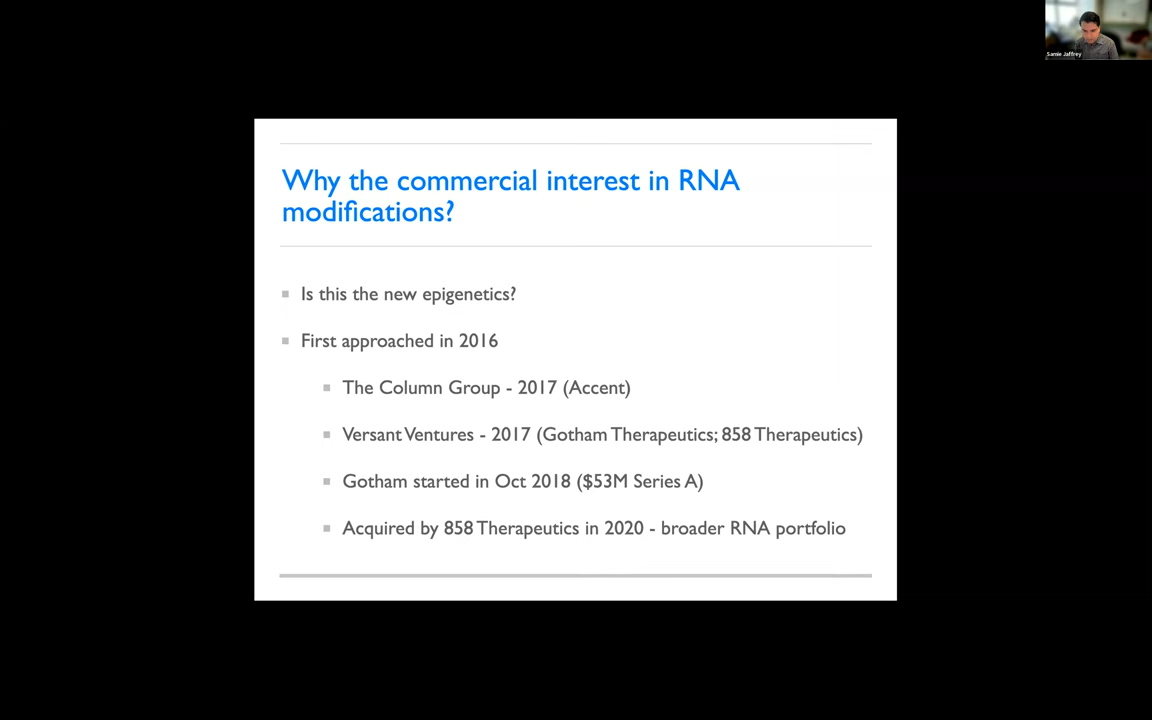 Samie Jaffrey
Why the commercial interest in RNA
modifications?
Is this the new epigenetics?
First approached in 2016
The Column Group - 2017 (Accent)
Versant Ventures - 2017 (Gotham Therapeutics; 858 Therapeutics)
Gotham started in Oct 2018 ($53M Series A)
Acquired by 858 Therapeutics in 2020 - broader RNA portfolio